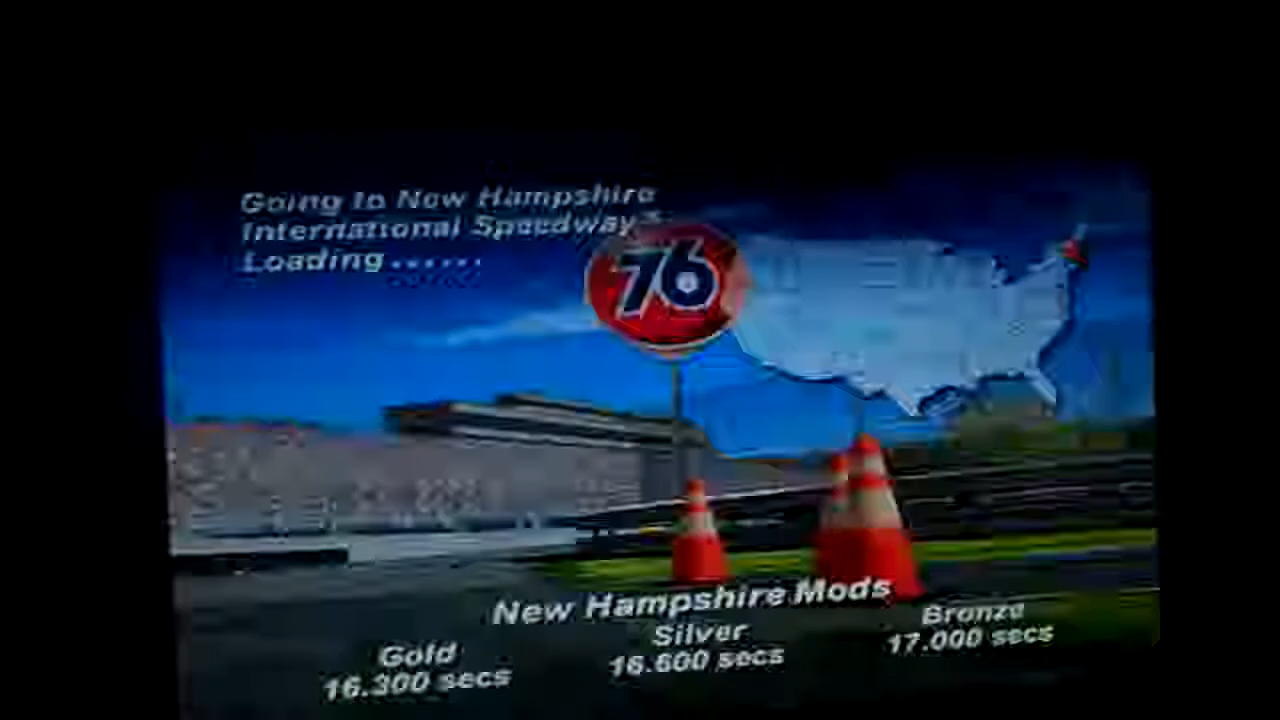 Going to New Hampshire
International Speedway
Loading......
76
New Hampshire Mods
Gold
16.300 secs
Silver
16.600 secs
Bronze
17.000 secs